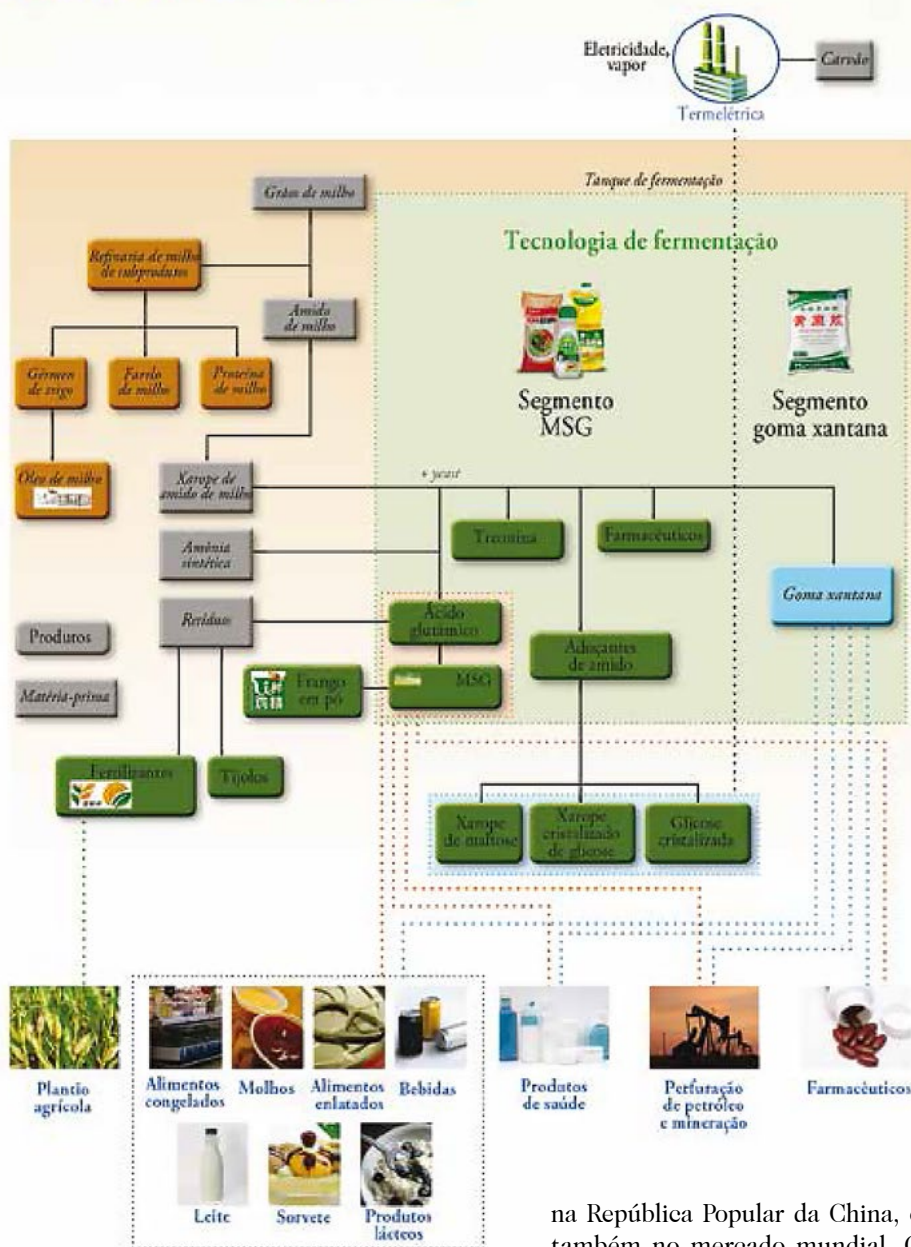 Eletricidade,
vapor
Carvão
Termelétrica
Tanque de fermentação
Grãos de milho
Tecnologia de fermentação
Refinaria de milho
de subprodutos
Amido
de milho
黄原胶
Gérmen
de trigo
Farelo
de milho
Proteína
de milho
Segmento
MSG
Segmento
goma xantana
Óleo de milho
Xarope de
amido de milho
+ yeast
Treonina
Farmacêuticos
Amônia
sintética
Goma xantana
Resíduos
Ácido
glutâmico
Produtos
Adoçantes
de amido
Matéria-prima
Frango
em pó
MSG
Fertilizantes
Tijolos
Xarope
de maltose
Xarope
cristalizado
de glicose
Glicose
cristalizada
Plantio
agrícola
Alimentos
congelados
Molhos
Alimentos
enlatados
Bebidas
Produtos
de saúde
Perfuração
de petróleo
e mineração
Farmacêuticos
Leite
Sorvete
Produtos
lácteos
na República Popular da China,
também no mercado mundial.